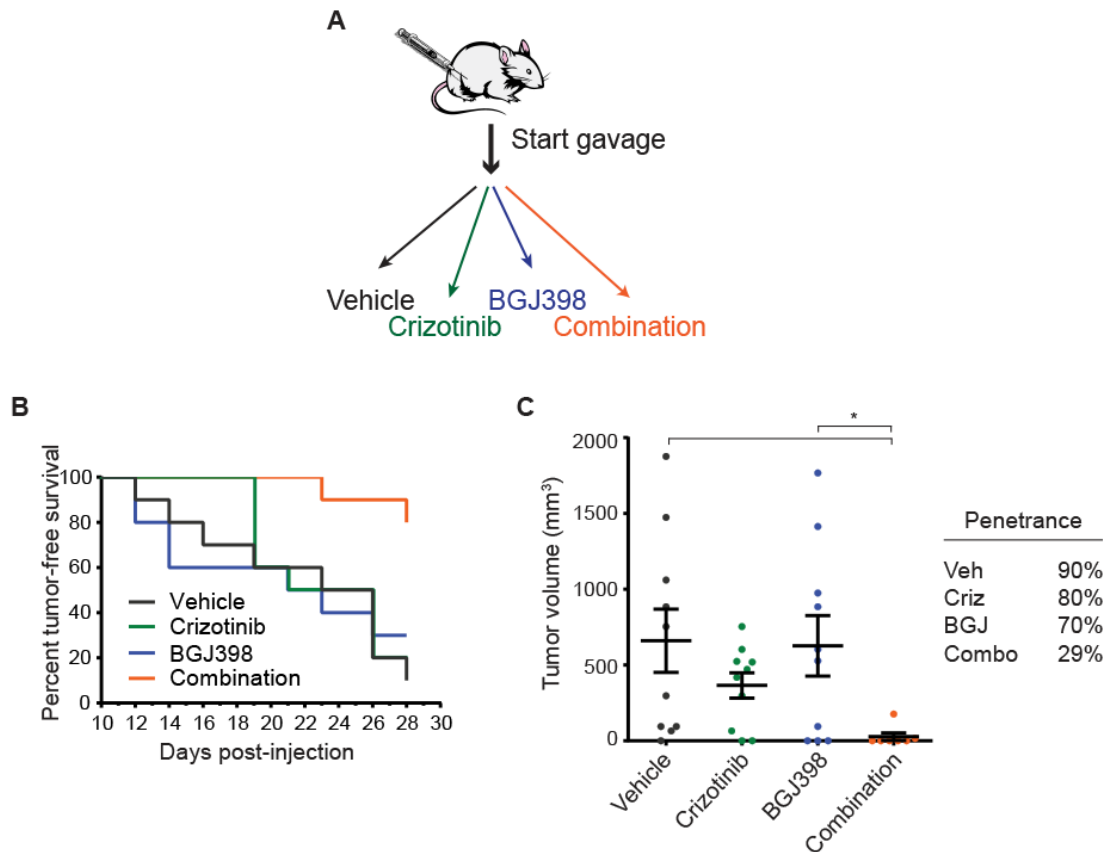 A
Start gavage
Vehicle
BGJ398
Crizotinib
Combination
B
Percent tumor-free survival
100
80
60
40
20
0
Vehicle
Crizotinib
BGJ398
Combination
10 12 14 16 18 20 22 24 26 28 30
Days post-injection
C
*
Tumor volume (mm³)
2000
1500
1000
500
0
Vehicle
Crizotinib
BGJ398
Combination
Penetrance
Veh 90%
Criz 80%
BGJ 70%
Combo 29%